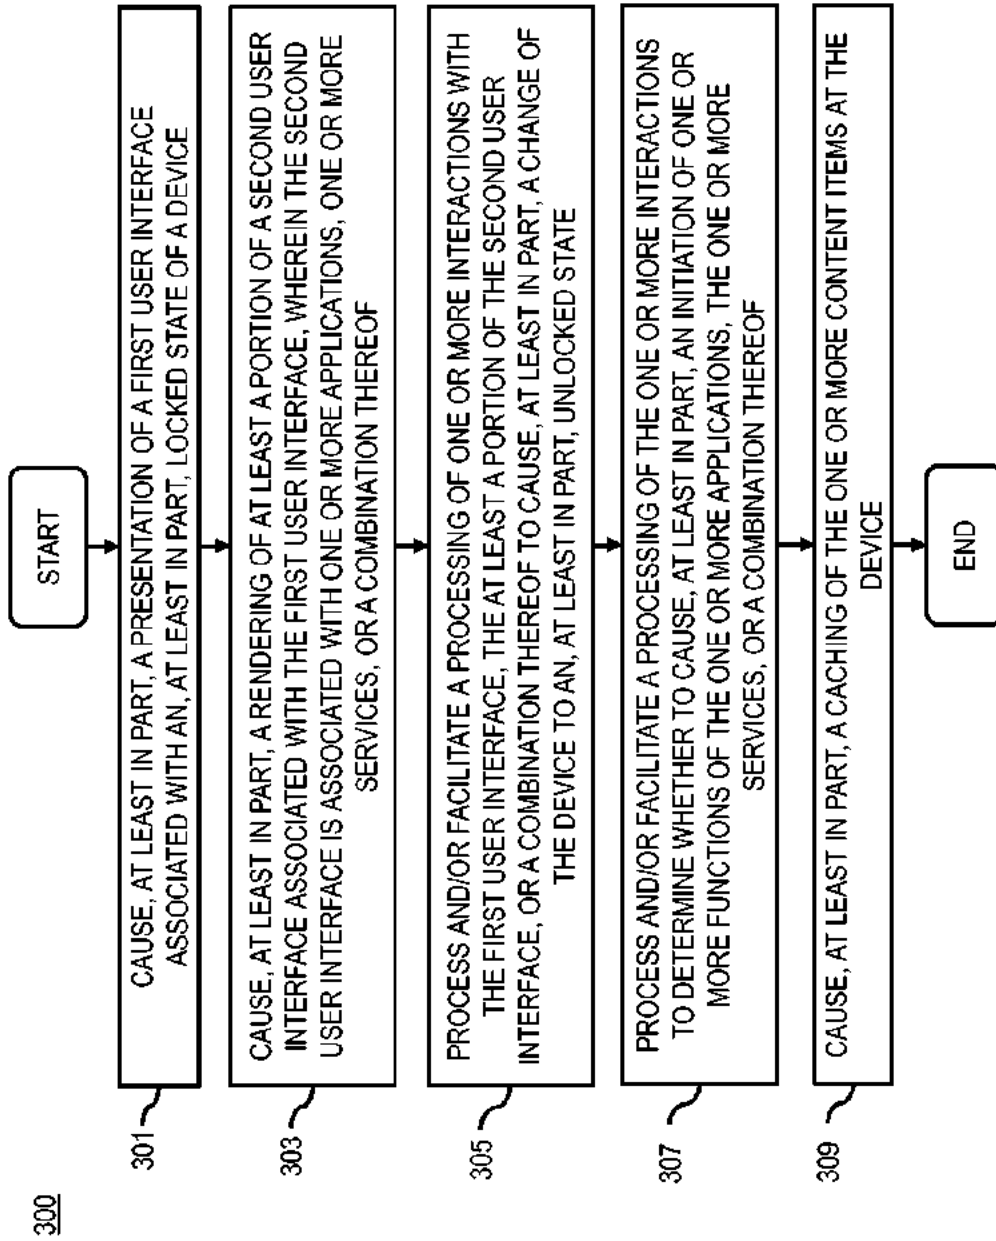 300
START
301
CAUSE, AT LEAST IN PART, A PRESENTATION OF A FIRST USER INTERFACE
ASSOCIATED WITH AN, AT LEAST IN PART, LOCKED STATE OF A DEVICE
303
CAUSE, AT LEAST IN PART, A RENDERING OF AT LEAST A PORTION OF A SECOND USER
INTERFACE ASSOCIATED WITH THE FIRST USER INTERFACE, WHEREIN THE SECOND
USER INTERFACE IS ASSOCIATED WITH ONE OR MORE APPLICATIONS, ONE OR MORE
SERVICES, OR A COMBINATION THEREOF
305
PROCESS AND/OR FACILITATE A PROCESSING OF ONE OR MORE INTERACTIONS WITH
THE FIRST USER INTERFACE, THE AT LEAST A PORTION OF THE SECOND USER
INTERFACE, OR A COMBINATION THEREOF TO CAUSE, AT LEAST IN PART, A CHANGE OF
THE DEVICE TO AN, AT LEAST IN PART, UNLOCKED STATE
307
PROCESS AND/OR FACILITATE A PROCESSING OF THE ONE OR MORE INTERACTIONS
TO DETERMINE WHETHER TO CAUSE, AT LEAST IN PART, AN INITIATION OF ONE OR
MORE FUNCTIONS OF THE ONE OR MORE APPLICATIONS, THE ONE OR MORE
SERVICES, OR A COMBINATION THEREOF
309
CAUSE, AT LEAST IN PART, A CACHING OF THE ONE OR MORE CONTENT ITEMS AT THE
DEVICE
END